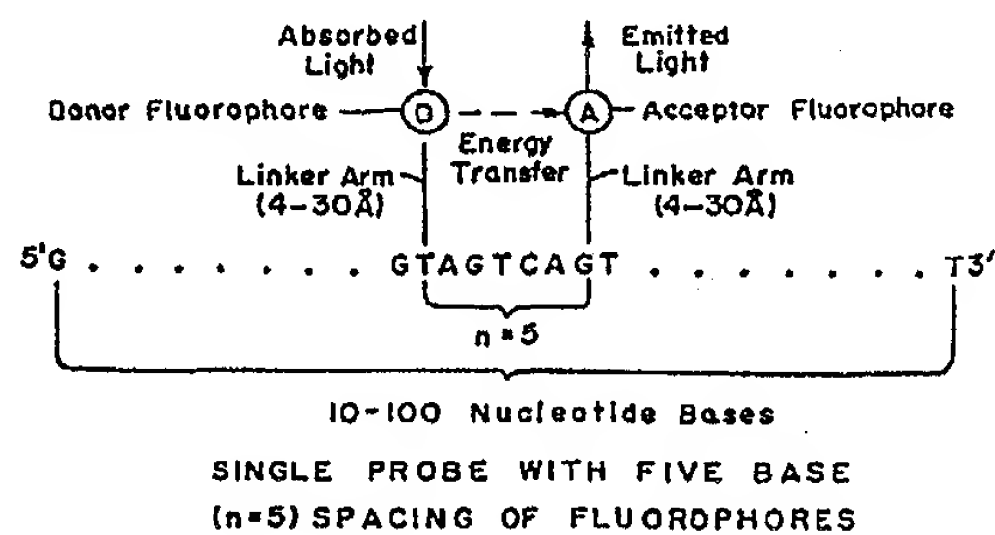 Absorbed Light
Emitted Light
Donor Fluorophore
D
A
Acceptor Fluorophore
Energy Transfer
Linker Arm
(4-30Å)
Linker Arm
(4-30Å)
5'G . . . . . . . GTAGTCAGT . . . . . . . T3'
n=5
10-100 Nucleotide Bases
SINGLE PROBE WITH FIVE BASE
(n=5) SPACING OF FLUOROPHORES